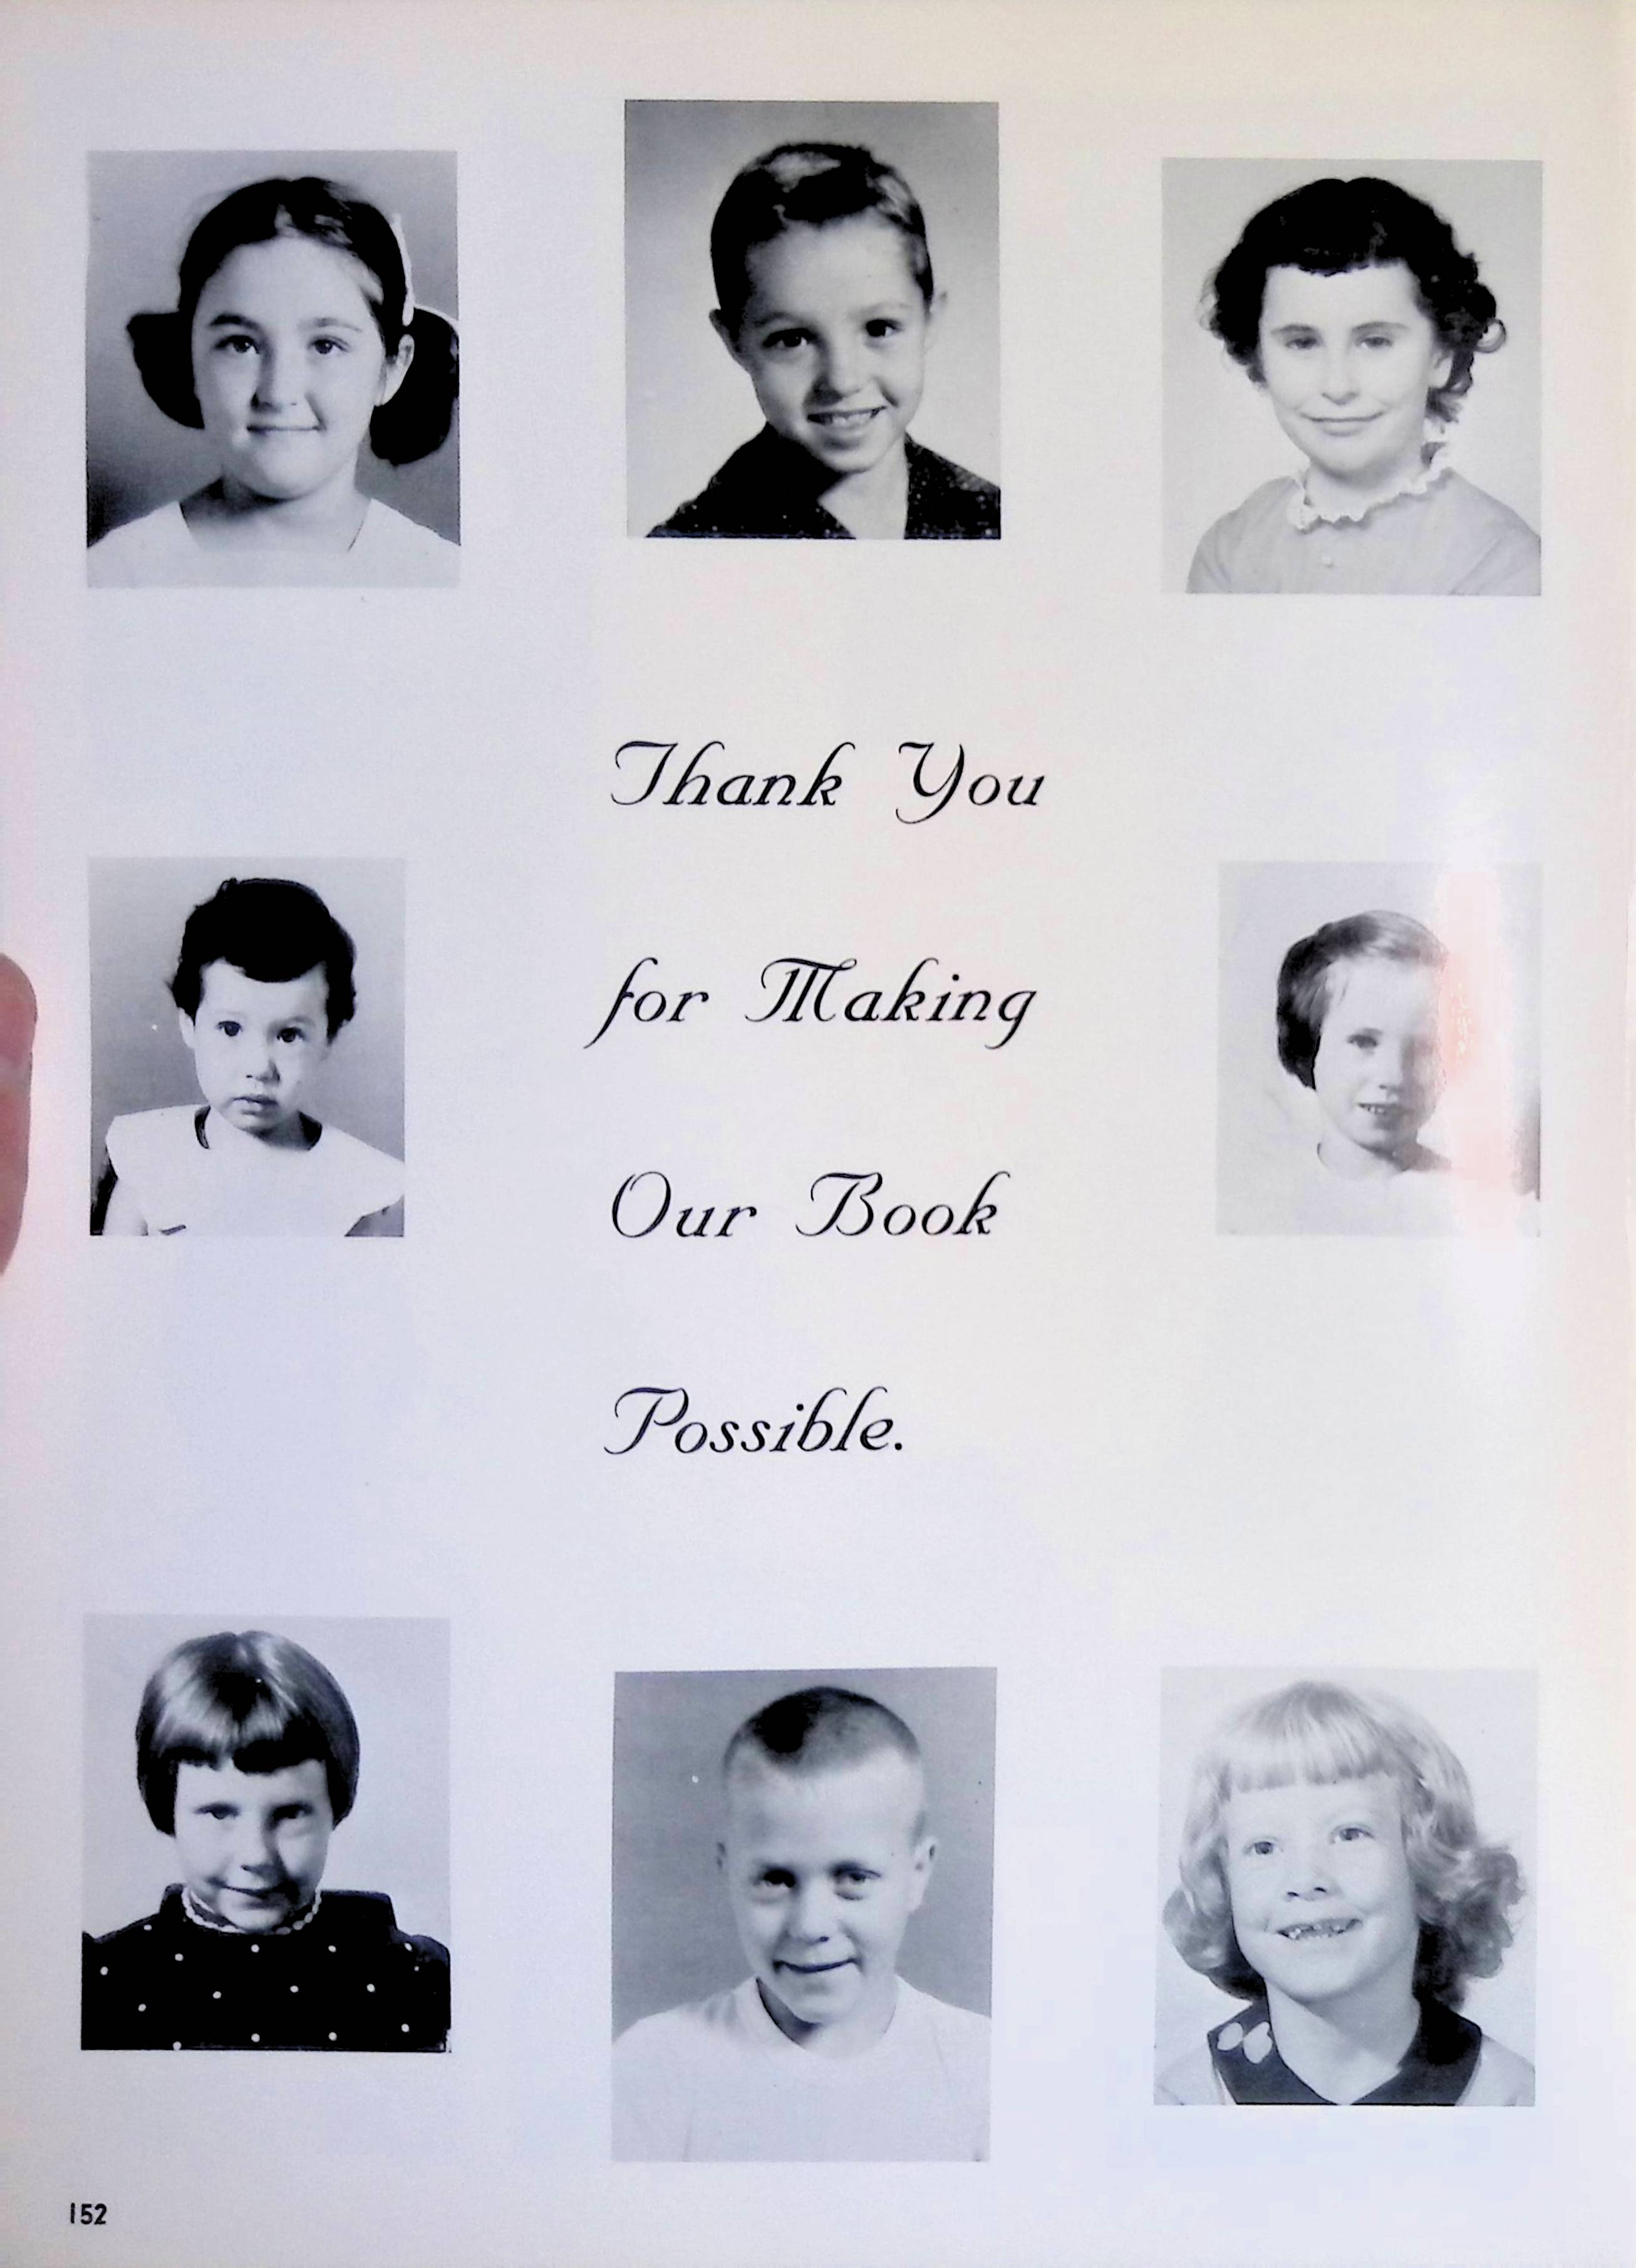 Thank You
for Making
Our Book
Possible.
152